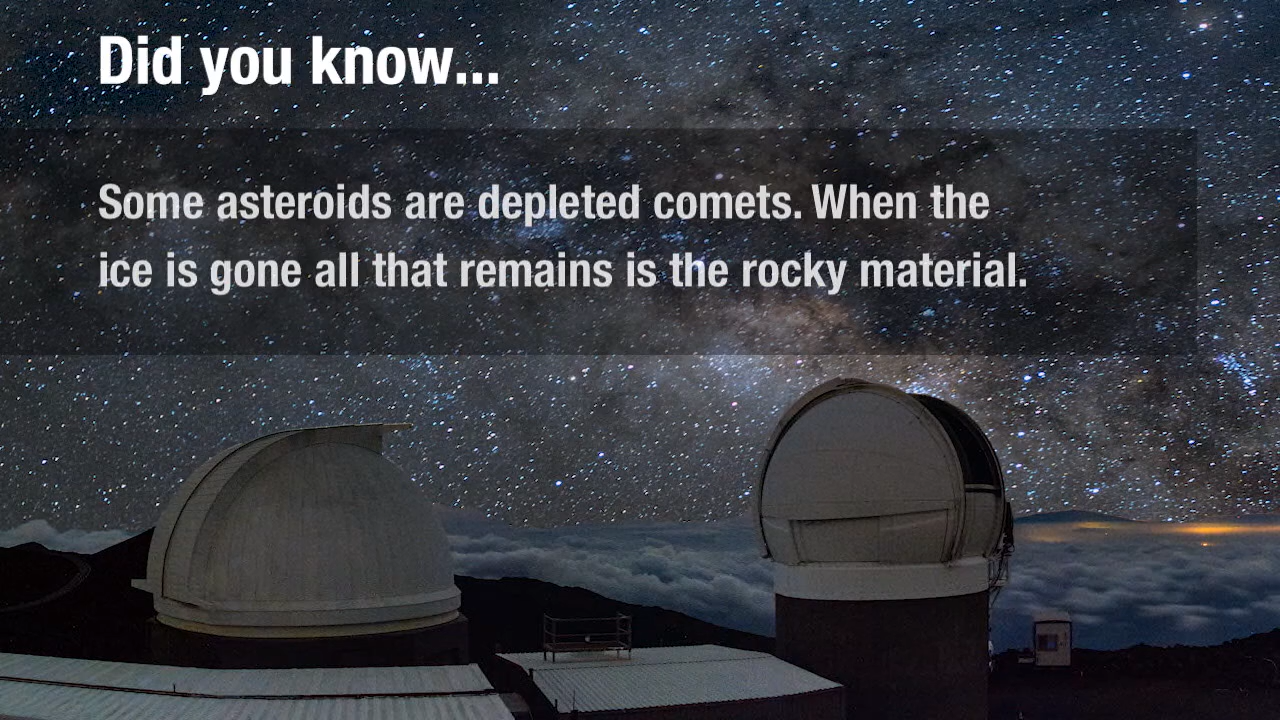 Did you know...
Some asteroids are depleted comets. When the
ice is gone all that remains is the rocky material.